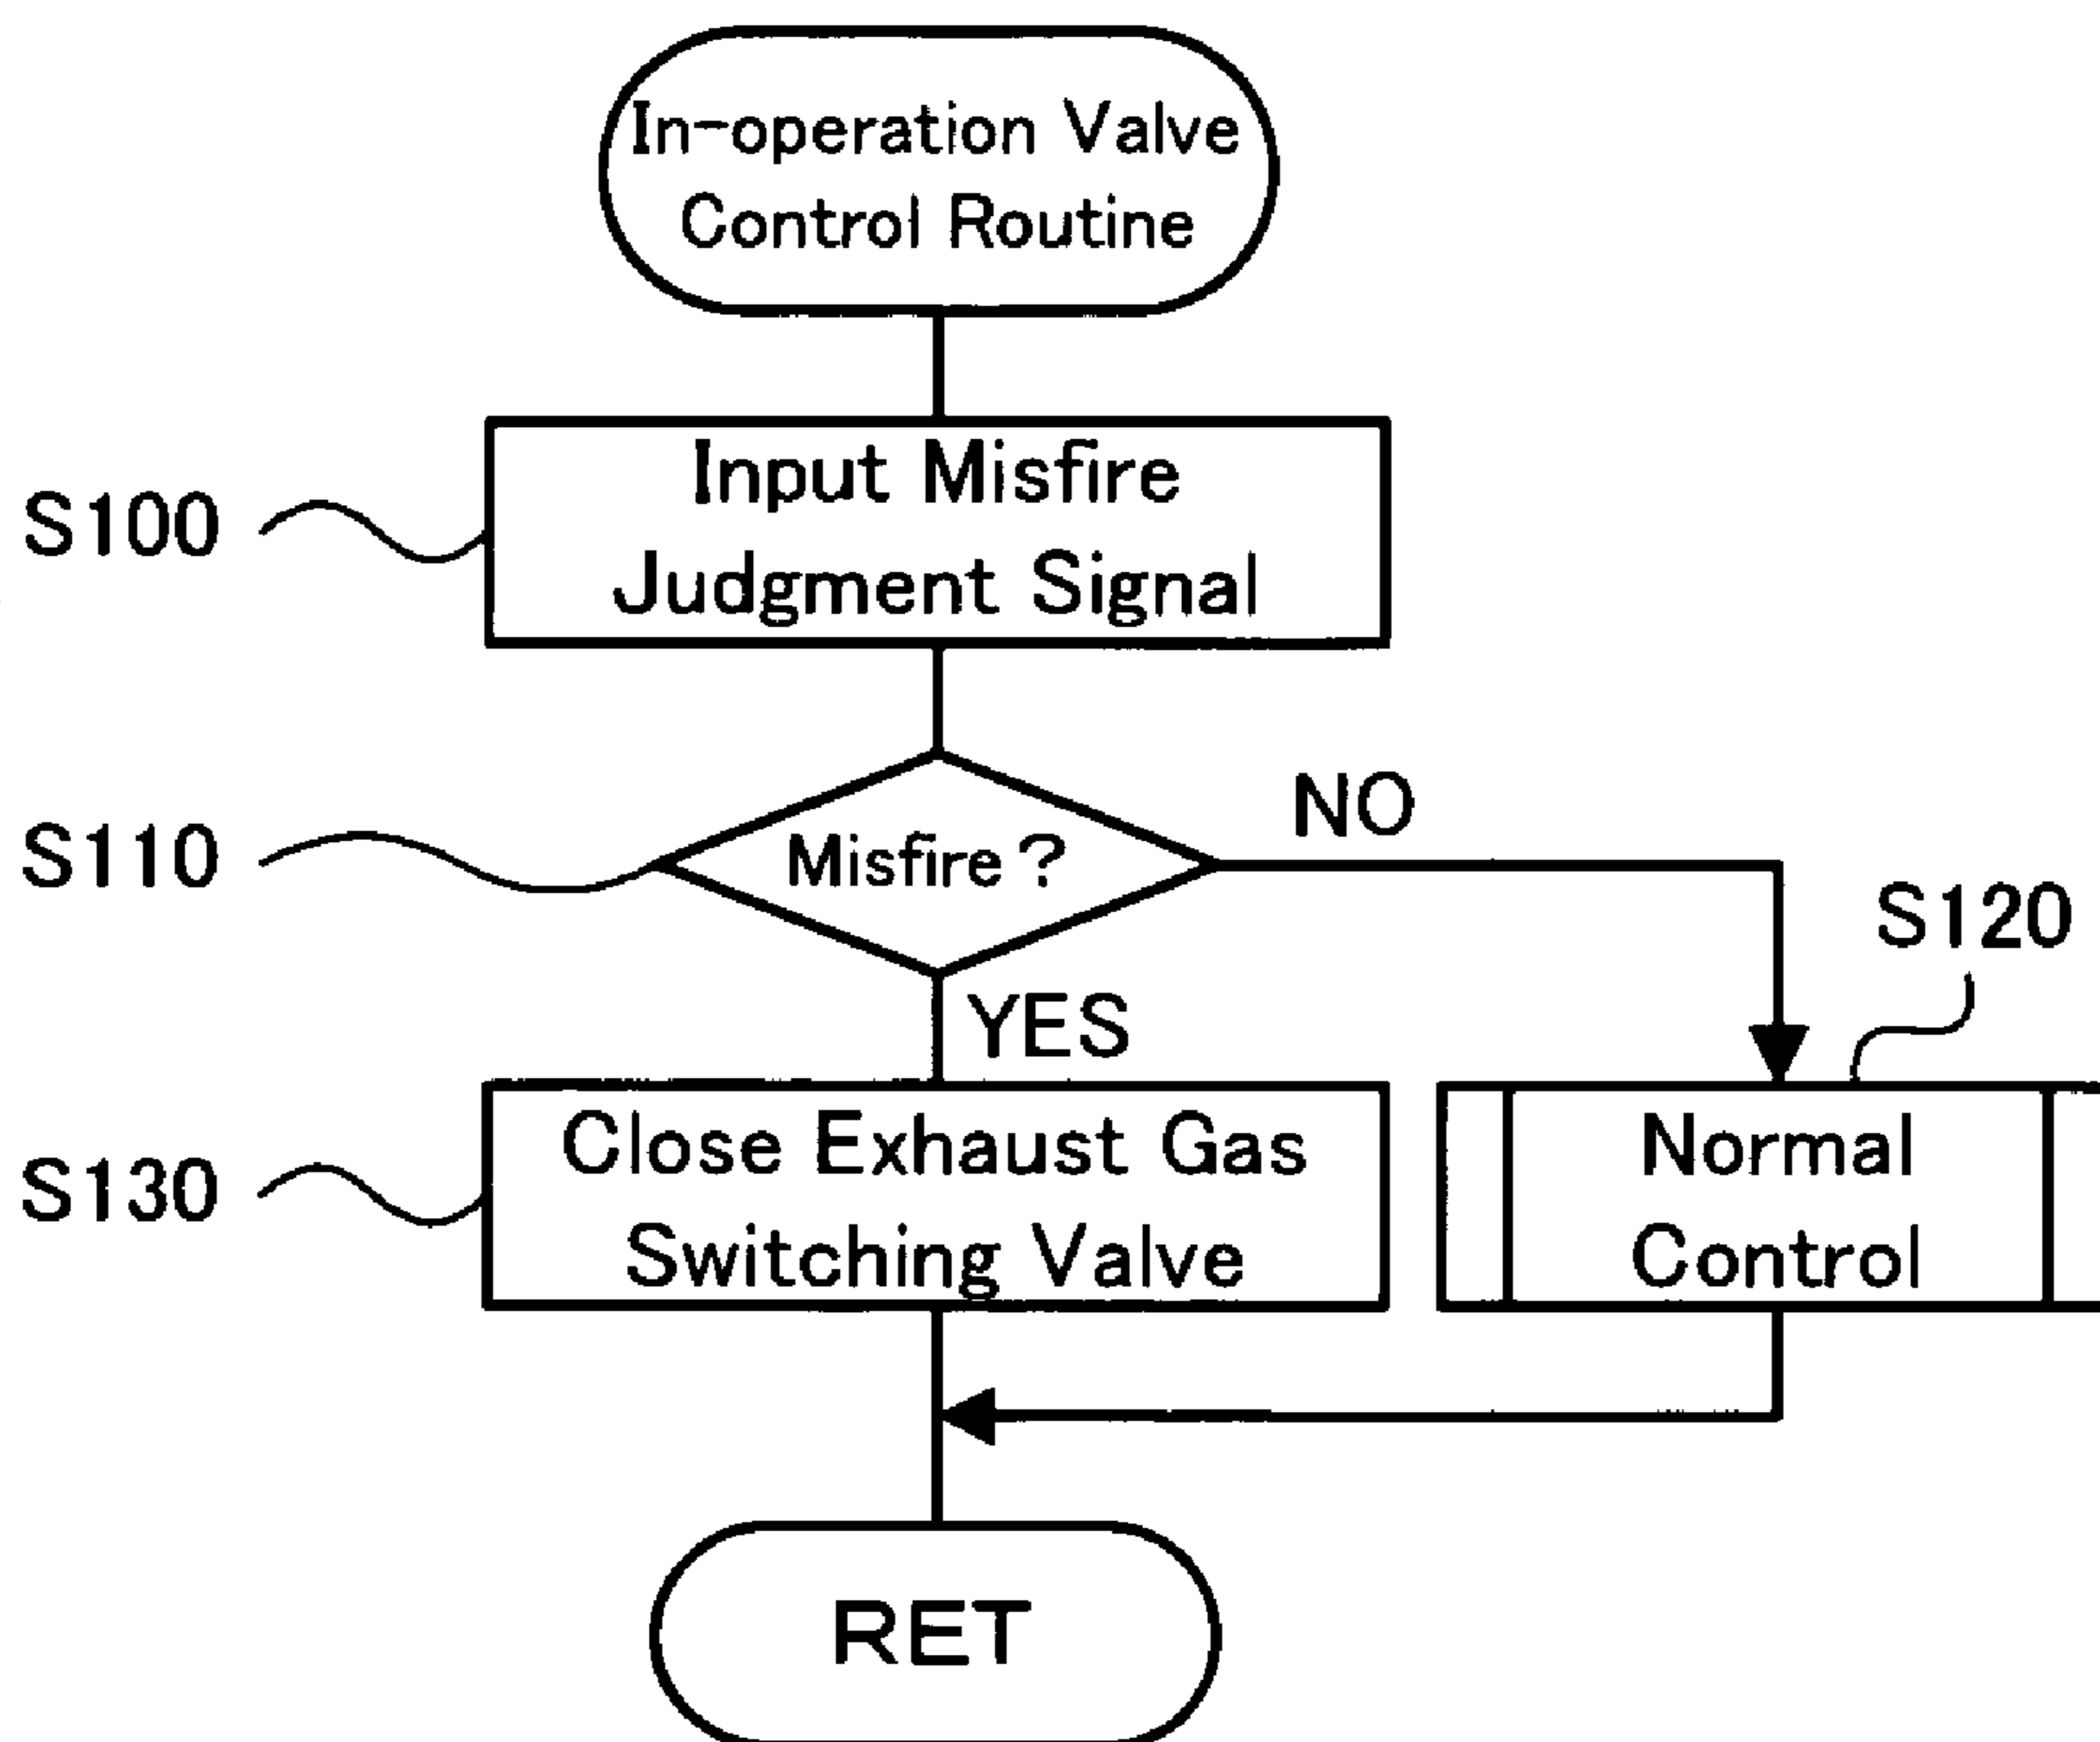 In-operation Valve
Control Routine
S100
Input Misfire
Judgment Signal
S110
Misfire?
NO
YES
S120
S130
Close Exhaust Gas
Switching Valve
Normal
Control
RET